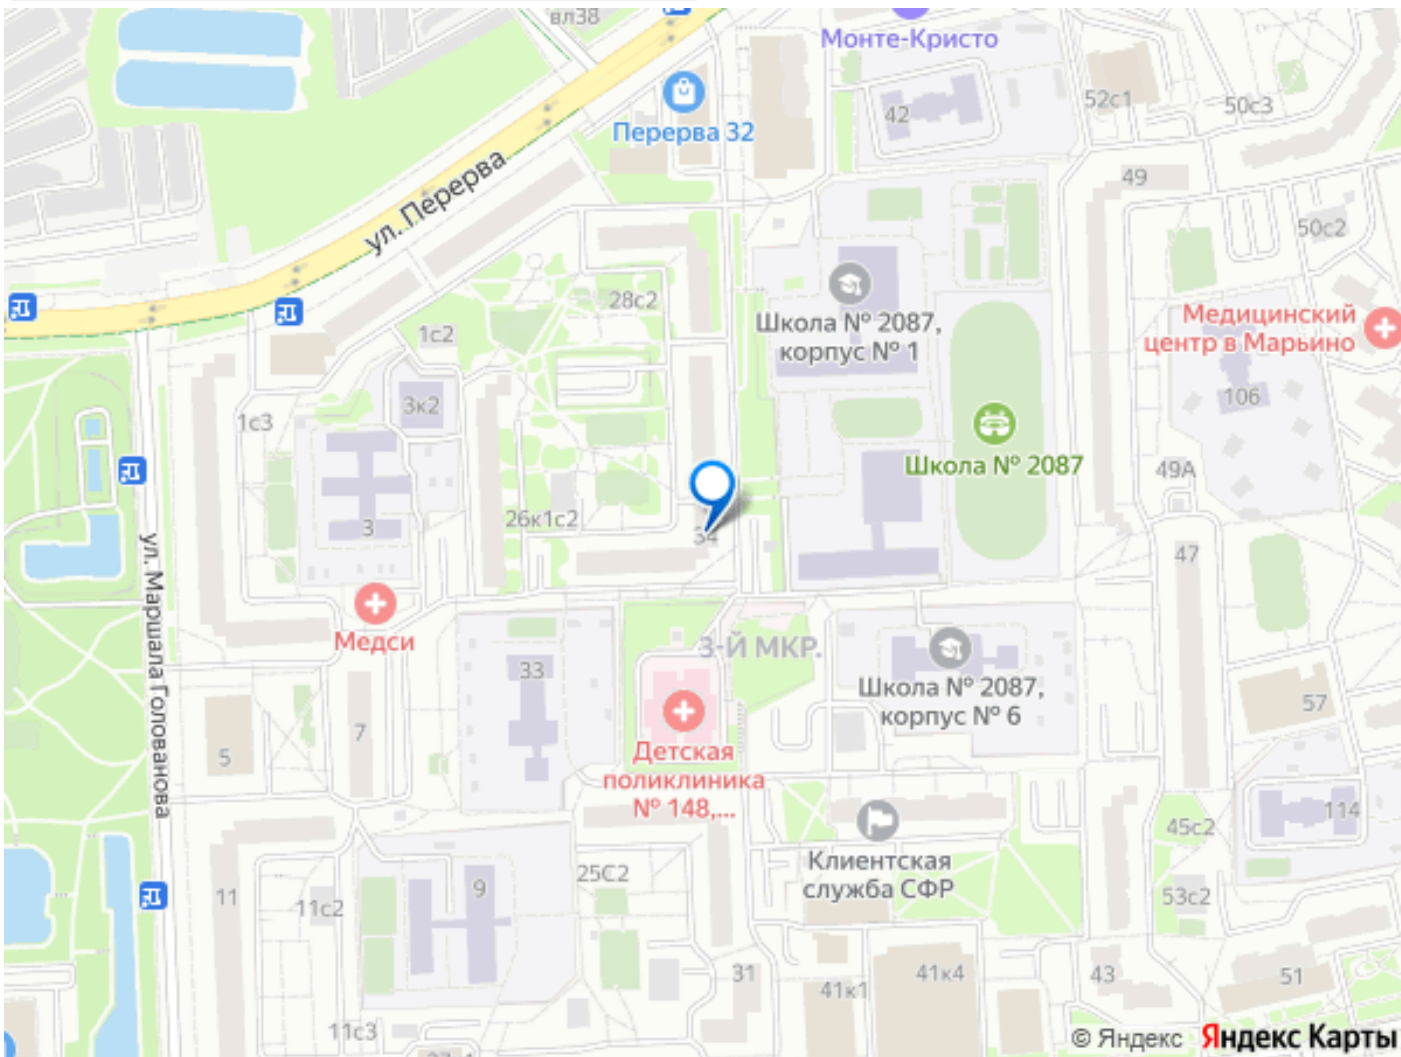 вл38
Монте-Кристо
Перерва 32
42
52с1
50с3
ул. Перерва
49
50с2
28с2
Школа № 2087,
корпус № 1
Медицинский
центр в Марьино
1с2
3к2
1с3
106
Школа № 2087
49А
26к1с2
3
34
47
ул. Маршала Голованова
Медси
3-Й МКР.
33
Школа № 2087,
корпус № 6
57
7
5
Детская
поликлиника
№ 148,...
114
45с2
Клиентская
служба СФР
25С2
9
11
11с2
53с2
31
41к1
41к4
43
51
11с3
© Яндекс Яндекс Карты